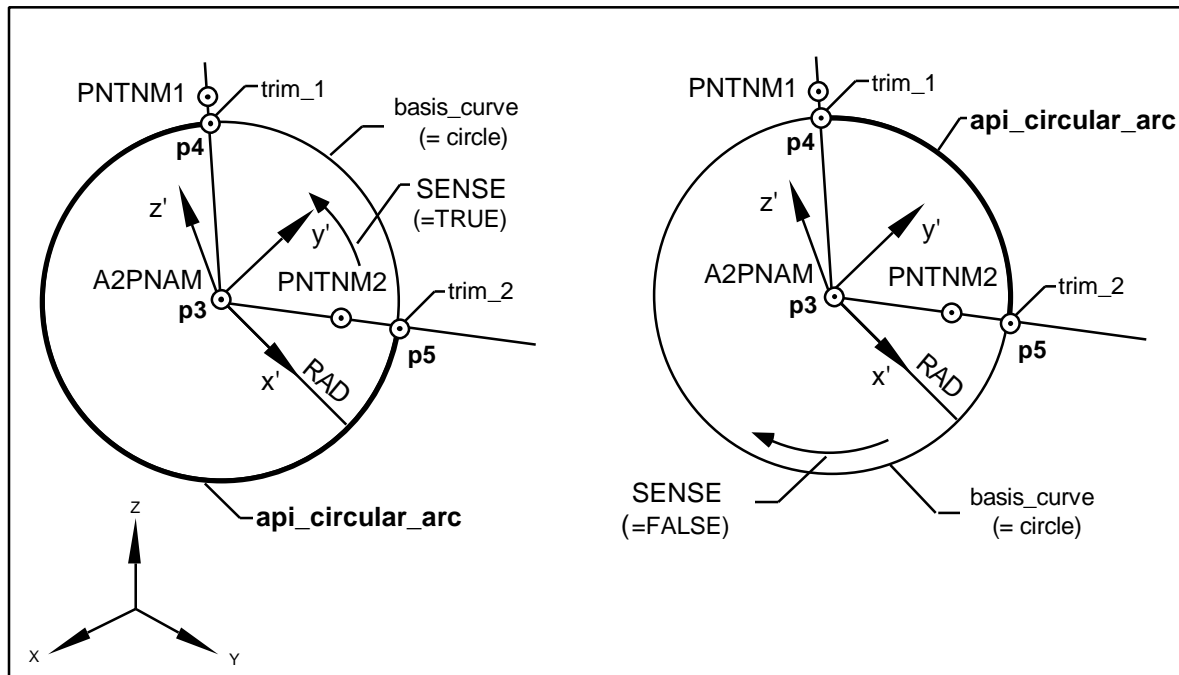 PNTNM1
trim_1
p4
basis_curve
(= circle)
SENSE
(=TRUE)
z'
y'
A2PNAM
PNTNM2
p3
trim_2
p5
x'
RAD
api_circular_arc
Z
X
Y
PNTNM1
trim_1
api_circular_arc
p4
z'
y'
A2PNAM
PNTNM2
p3
trim_2
p5
x'
RAD
SENSE
(=FALSE)
basis_curve
(= circle)